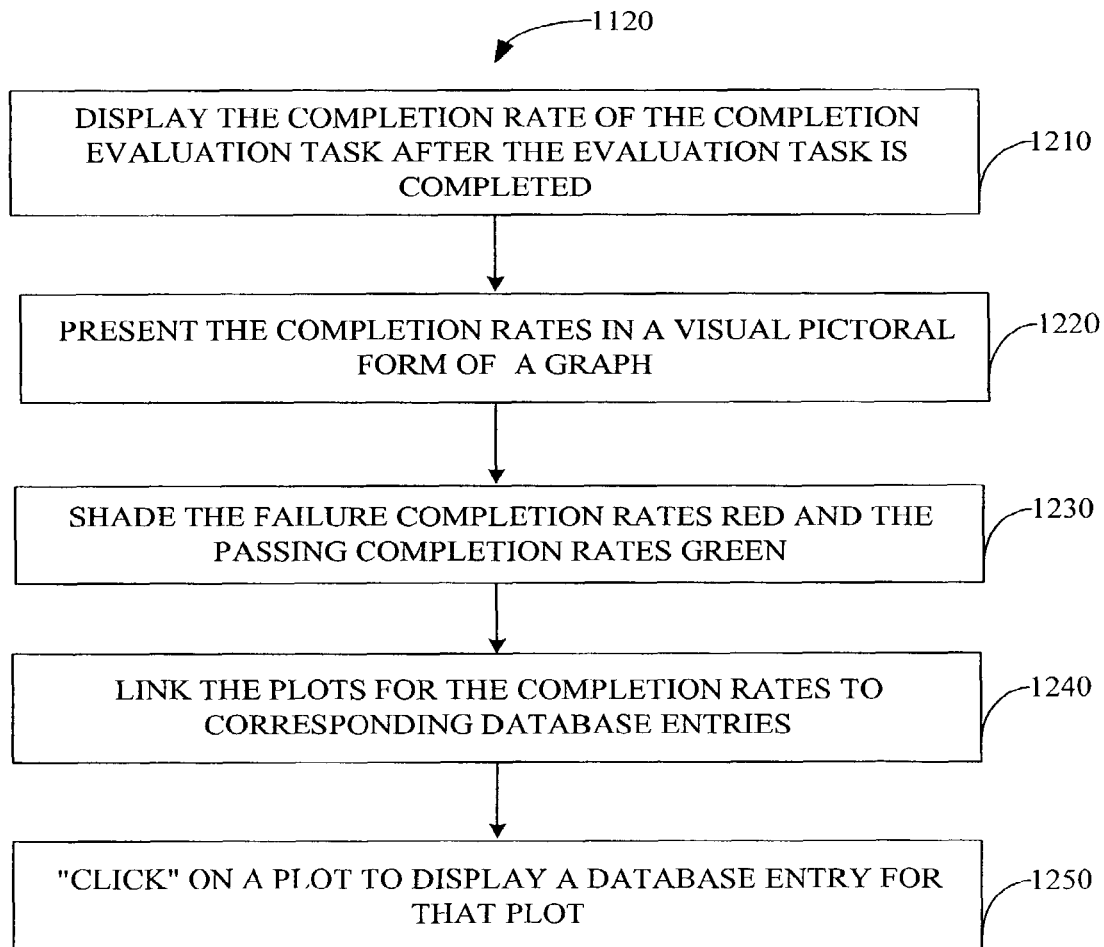 1120
DISPLAY THE COMPLETION RATE OF THE COMPLETION
EVALUATION TASK AFTER THE EVALUATION TASK IS
COMPLETED
1210
PRESENT THE COMPLETION RATES IN A VISUAL PICTORAL
FORM OF A GRAPH
1220
SHADE THE FAILURE COMPLETION RATES RED AND THE
PASSING COMPLETION RATES GREEN
1230
LINK THE PLOTS FOR THE COMPLETION RATES TO
CORRESPONDING DATABASE ENTRIES
1240
"CLICK" ON A PLOT TO DISPLAY A DATABASE ENTRY FOR
THAT PLOT
1250